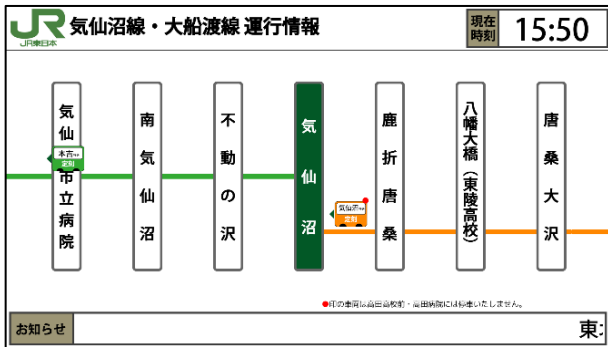 JR
JR東日本
気仙沼線・大船渡線 運行情報
現在時刻
15:50
気仙沼市立病院
南気仙沼
不動の沢
気仙沼
鹿折唐桑
八幡大橋（東陵高校）
唐桑大沢
本吉行き
定刻
気仙沼行き
定刻
●印の車両は高田高校前・高田病院には停車いたしません。
お知らせ
東